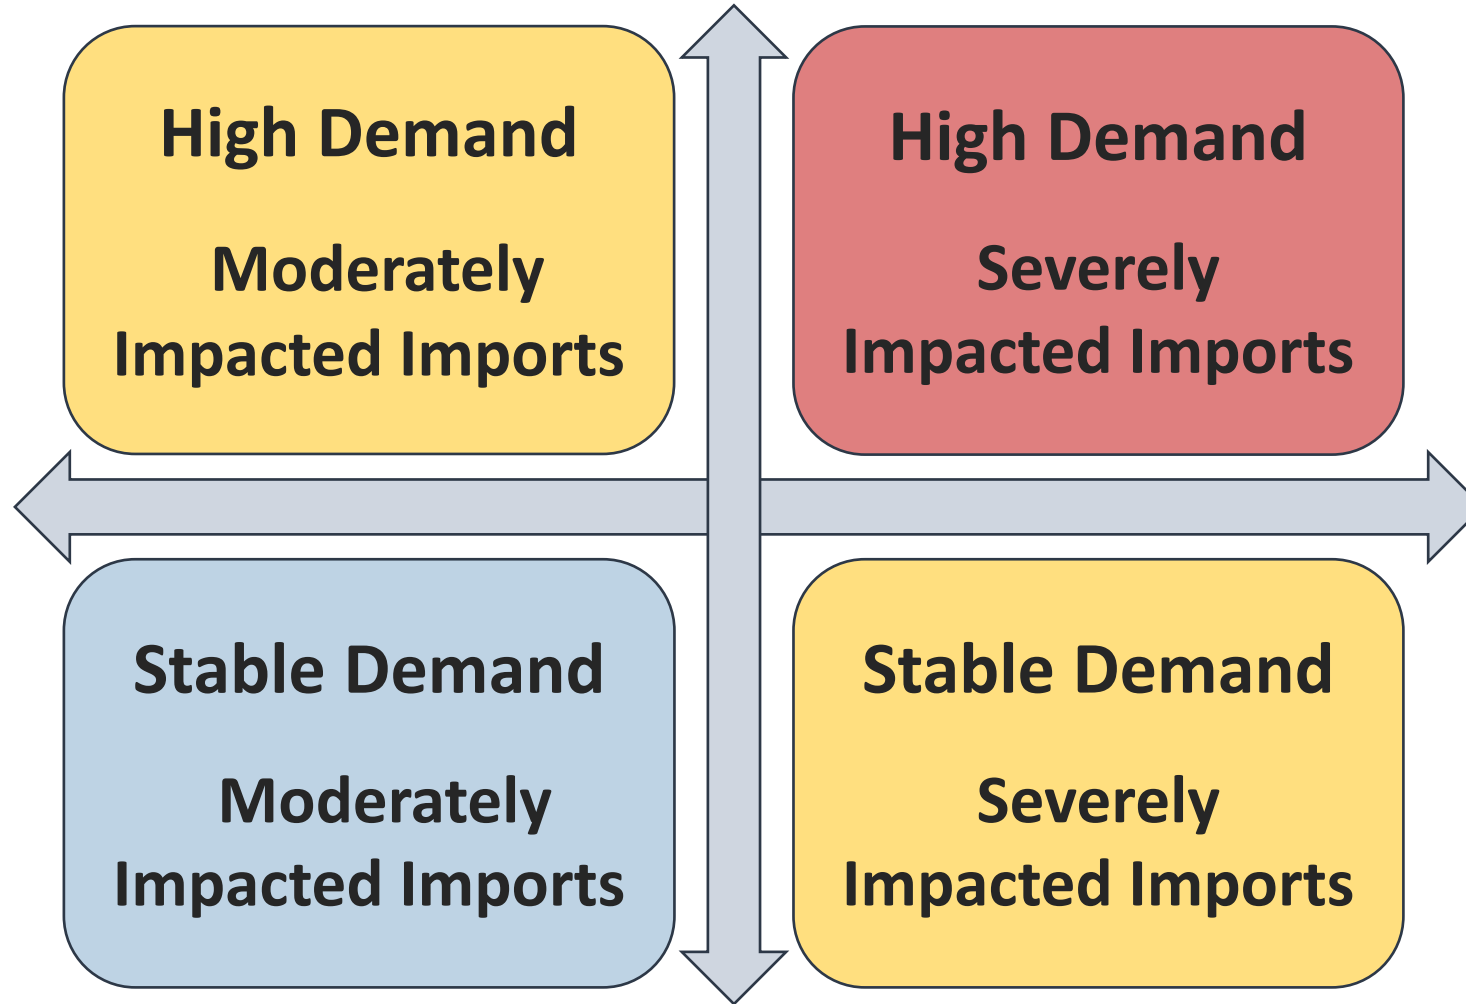 High Demand
Moderately
Impacted Imports
High Demand
Severely
Impacted Imports
Stable Demand
Moderately
Impacted Imports
Stable Demand
Severely
Impacted Imports